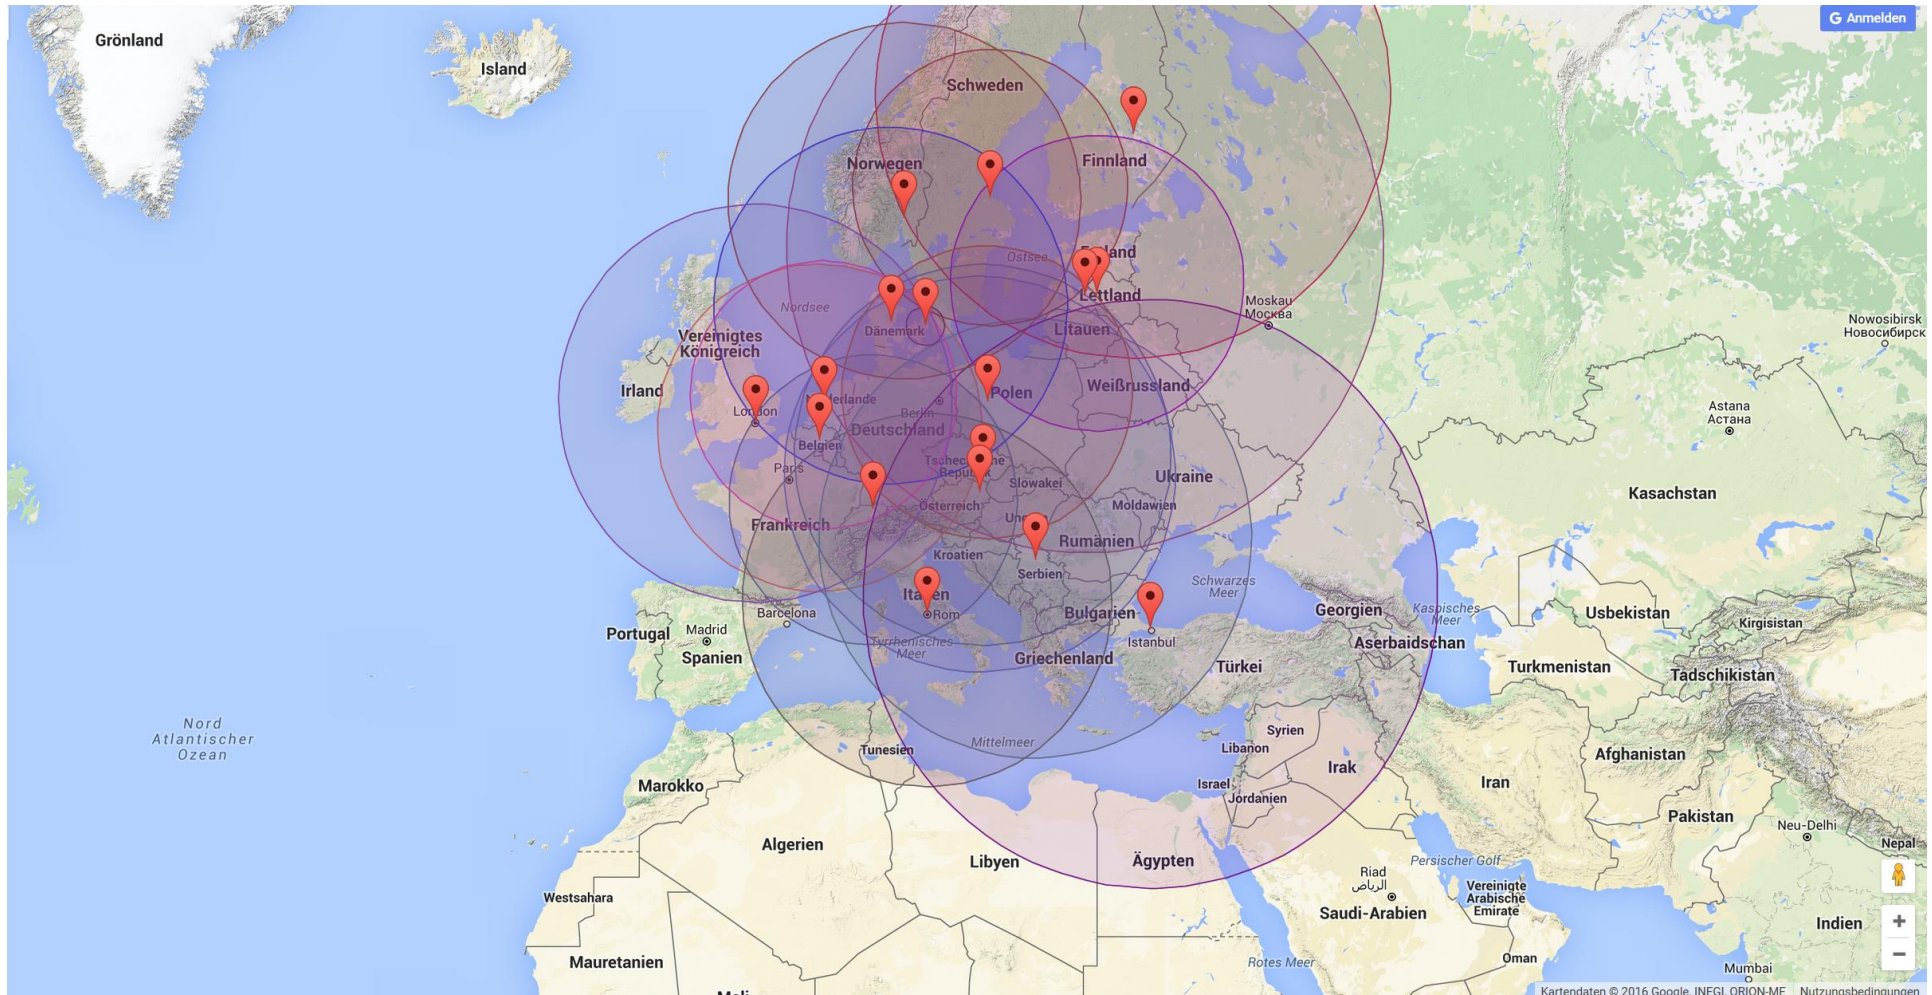 G Anmelden
Grönland
Island
Schweden
Norwegen
Finnland
Ostsee
Lettland
Moskau
Москва
Nordsee
Dänemark
Litauen
Nowosibirsk
Новосибирск
Vereinigtes
Königreich
Irland
Weißrussland
Polen
London
Berlin
Astana
Астана
Deutschland
Belgien
Paris
Slowakei
Ukraine
Kasachstan
Österreich
Moldawien
Frankreich
Rumänien
Kroatien
Serbien
Schwarzes
Meer
Italien
Rom
Barcelona
Bulgarien
Georgien
Kaspisches
Meer
Usbekistan
Kirgisistan
Portugal
Madrid
Spanien
Tyrrhenisches
Meer
Istanbul
Aserbaidschan
Griechenland
Türkei
Turkmenistan
Tadschikistan
Nord
Atlantischer
Ozean
Mittelmeer
Tunesien
Syrien
Libanon
Afghanistan
Marokko
Israel
Irak
Jordanien
Iran
Pakistan
Neu-Delhi
Algerien
Libyen
Ägypten
Persischer Golf
Nepal
Riad
الرياض
Westsahara
Saudi-Arabien
Vereinigte
Arabische
Emirate
Indien
+
Mauretanien
Rotes Meer
Oman
−
Mumbai
Kartendaten © 2016 Google, INEGI, ORION-ME
Nutzungsbedingungen